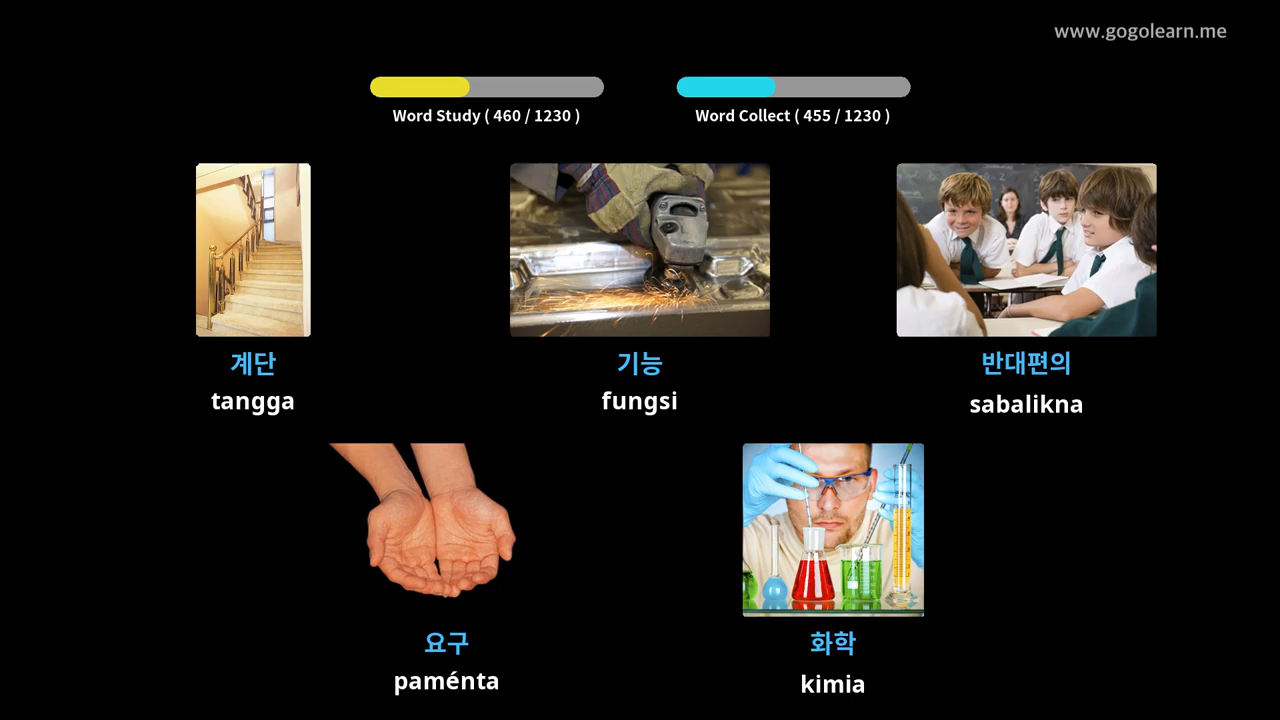 www.gogolearn.me
Word Study ( 460 / 1230 )
Word Collect ( 455 / 1230 )
계단
tangga
기능
fungsi
반대편의
sabalikna
요구
paménta
화학
kimia